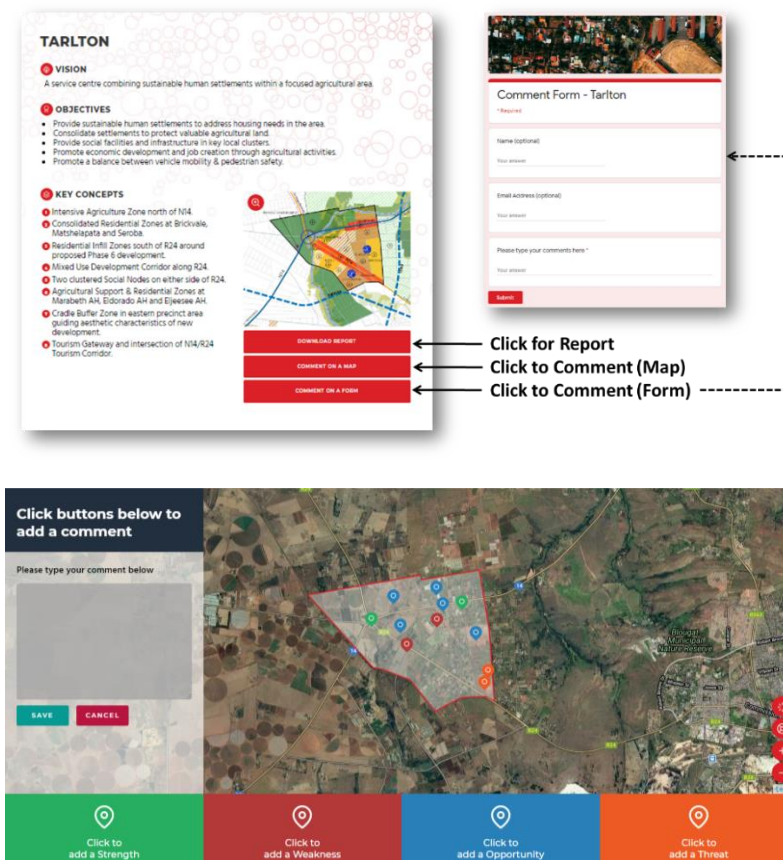 TARLTON
VISION
A service centre combining sustainable human settlements within a focused agricultural area.
OBJECTIVES
• Provide sustainable human settlements to address housing needs in the area.
• Consolidate settlements to protect valuable agricultural land.
• Provide social facilities and infrastructure in key local clusters.
• Promote economic development and job creation through agricultural activities.
• Promote a balance between vehicle mobility & pedestrian safety.
KEY CONCEPTS
Intensive Agriculture Zone north of N14.
Consolidated Residential Zones at Brickvale,
Matshelapata and Seroba.
Residential Infill Zones south of R24 around
proposed Phase 6 development.
Mixed Use Development Corridor along R24.
Two clustered Social Nodes on either side of R24.
Agricultural Support & Residential Zones at
Marabeth AH, Eldorado AH and Eljeesee AH.
Cradle Buffer Zone in eastern precinct area
guiding aesthetic characteristics of new
development.
Tourism Gateway and intersection of N14/R24
Tourism Corridor.
DOWNLOAD REPORT
COMMENT ON A MAP
COMMENT ON A FORM
Comment Form - Tarlton
* Required
Name (optional)
Your answer
Email Address (optional)
Your answer
Please type your comments here *
Your answer
Submit
Click for Report
Click to Comment (Map)
Click to Comment (Form)
Click buttons below to
add a comment
Please type your comment below
SAVE
CANCEL
14
14
R24
R24
R24
Blougat
Municipal
Nature Reserve
Click to
add a Strength
Click to
add a Weakness
Click to
add a Opportunity
Click to
add a Threat